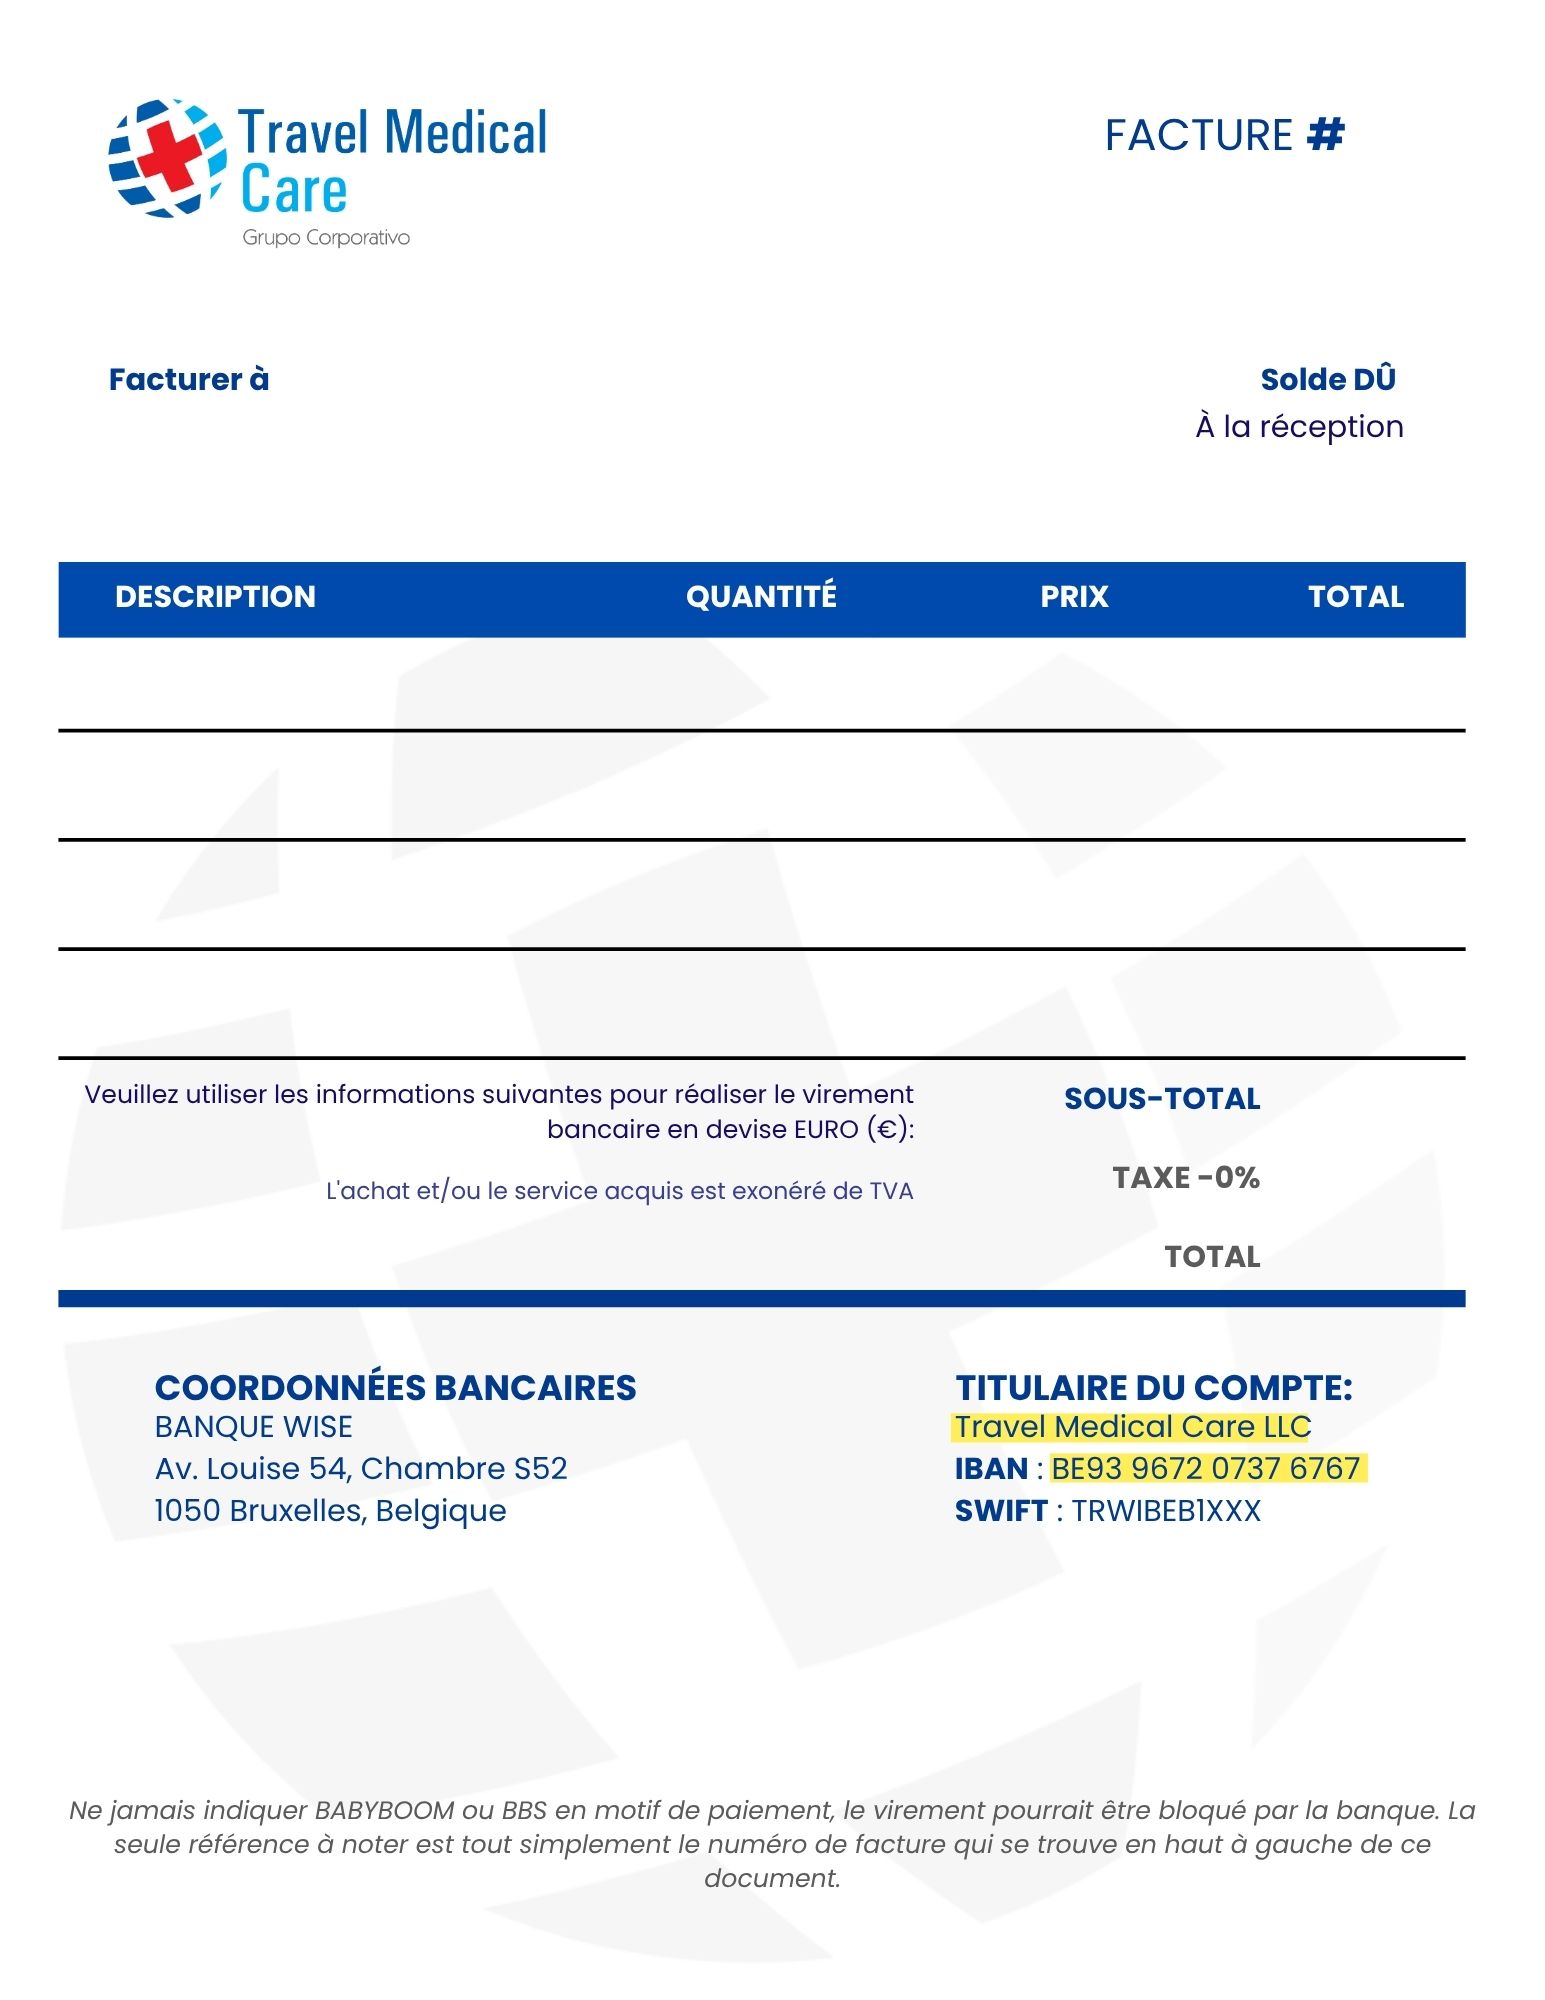 Travel Medical
Care
Grupo Corporativo
FACTURE #
Facturer à
Solde DÛ
À la réception
DESCRIPTION QUANTITÉ PRIX TOTAL
Veuillez utiliser les informations suivantes pour réaliser le virement
bancaire en devise EURO (€):
L'achat et/ou le service acquis est exonéré de TVA
SOUS-TOTAL
TAXE -0%
TOTAL
COORDONNÉES BANCAIRES
BANQUE WISE
Av. Louise 54, Chambre S52
1050 Bruxelles, Belgique
TITULAIRE DU COMPTE:
Travel Medical Care LLC
IBAN : BE93 9672 0737 6767
SWIFT : TRWIBEB1XXX
Ne jamais indiquer BABYBOOM ou BBS en motif de paiement, le virement pourrait être bloqué par la banque. La
seule référence à noter est tout simplement le numéro de facture qui se trouve en haut à gauche de ce
document.